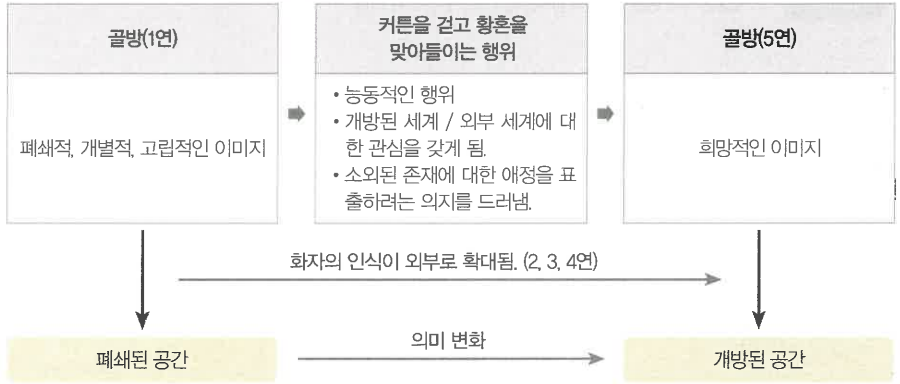 골방(1연)
폐쇄적, 개별적, 고립적인 이미지
커튼을 걷고 황혼을
맞아들이는 행위
• 능동적인 행위
• 개방된 세계 / 외부 세계에 대
한 관심을 갖게 됨.
• 소외된 존재에 대한 애정을 표
출하려는 의지를 드러냄.
골방(5연)
희망적인 이미지
화자의 인식이 외부로 확대됨. (2, 3, 4연)
폐쇄된 공간
의미 변화
개방된 공간